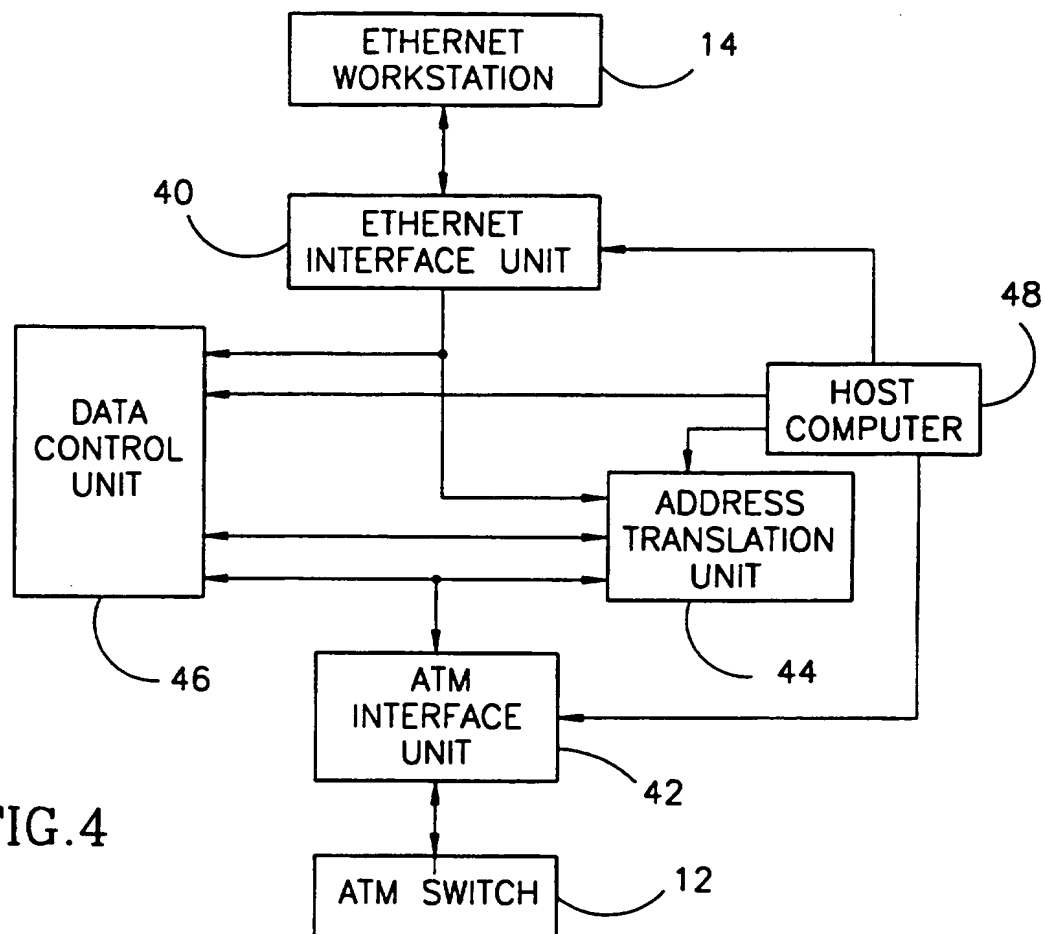 ETHERNET
WORKSTATION
14
40
ETHERNET
INTERFACE UNIT
48
HOST
COMPUTER
DATA
CONTROL
UNIT
ADDRESS
TRANSLATION
UNIT
46
44
ATM
INTERFACE
UNIT
42
FIG.4
ATM SWITCH
12